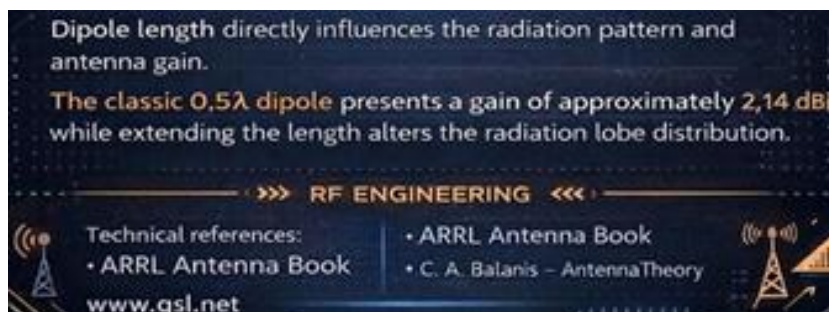 Dipole length directly influences the radiation pattern and
antenna gain.
The classic 0,5λ dipole presents a gain of approximately 2,14 dB
while extending the length alters the radiation lobe distribution.
>>> RF ENGINEERING <<<
Technical references:
• ARRL Antenna Book
www.qsl.net
• ARRL Antenna Book
• C. A. Balanis – AntennaTheory